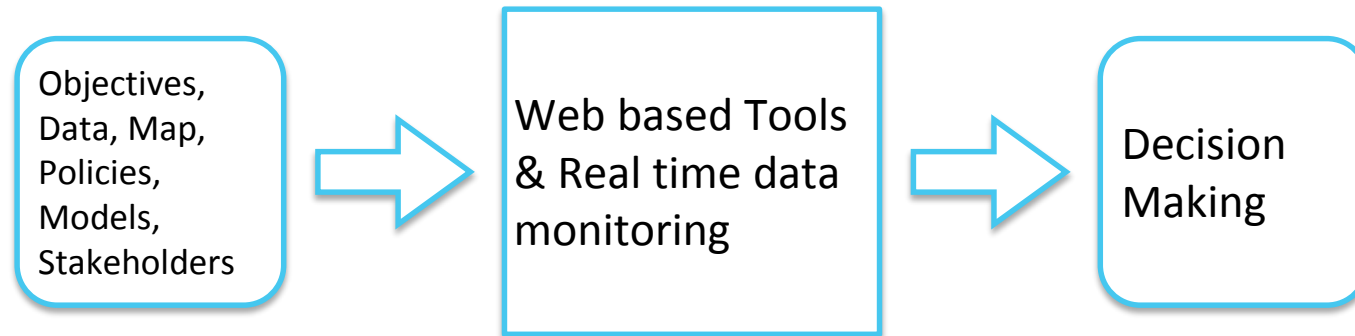 Objectives,
Data, Map,
Policies,
Models,
Stakeholders
Web based Tools
& Real time data
monitoring
Decision
Making